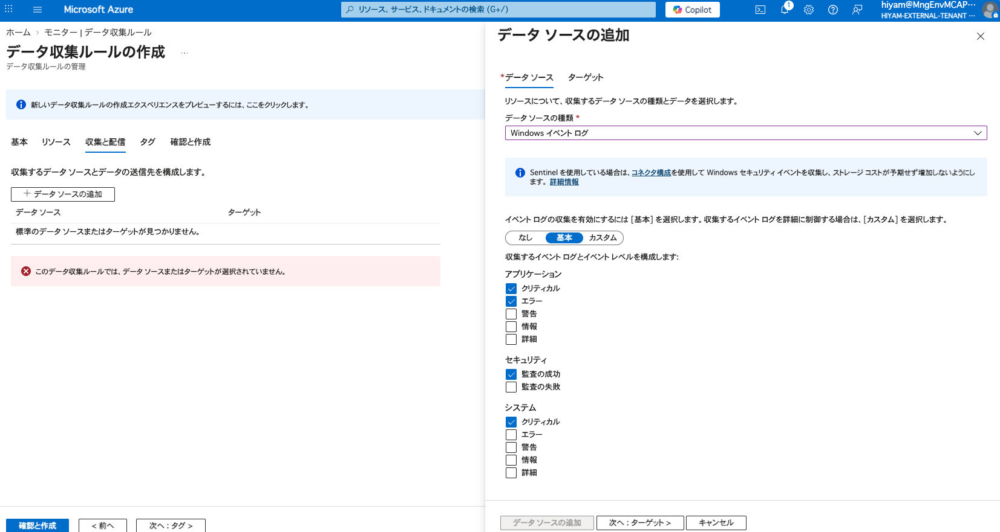 Microsoft Azure
リソース、サービス、ドキュメントの検索 (G+/)
Copilot
1
hiyam@MngEnvMCAP...
HIYAM-EXTERNAL-TENANT ...
ホーム > モニター | データ収集ルール
データ収集ルールの作成 ...
データ収集ルールの管理
新しいデータ収集ルールの作成エクスペリエンスをプレビューするには、ここをクリックします。
基本 リソース 収集と配信 タグ 確認と作成
収集するデータ ソースとデータの送信先を構成します。
+ データ ソースの追加
データ ソース ターゲット
標準のデータ ソースまたはターゲットが見つかりません。
このデータ収集ルールでは、データ ソースまたはターゲットが選択されていません。
確認と作成 < 前へ 次へ : タグ >
データ ソースの追加
*データ ソース ターゲット
リソースについて、収集するデータ ソースの種類とデータを選択します。
データ ソースの種類 *
Windows イベント ログ
Sentinel を使用している場合は、コネクタ構成を使用して Windows セキュリティ イベントを収集し、ストレージ コストが予期せず増加しないようにし
ます。 詳細情報
イベント ログの収集を有効にするには [基本] を選択します。収集するイベント ログを詳細に制御する場合は、[カスタム] を選択します。
なし 基本 カスタム
収集するイベント ログとイベント レベルを構成します:
アプリケーション
クリティカル
エラー
警告
情報
詳細
セキュリティ
監査の成功
監査の失敗
システム
クリティカル
エラー
警告
情報
詳細
データ ソースの追加 次へ : ターゲット > キャンセル